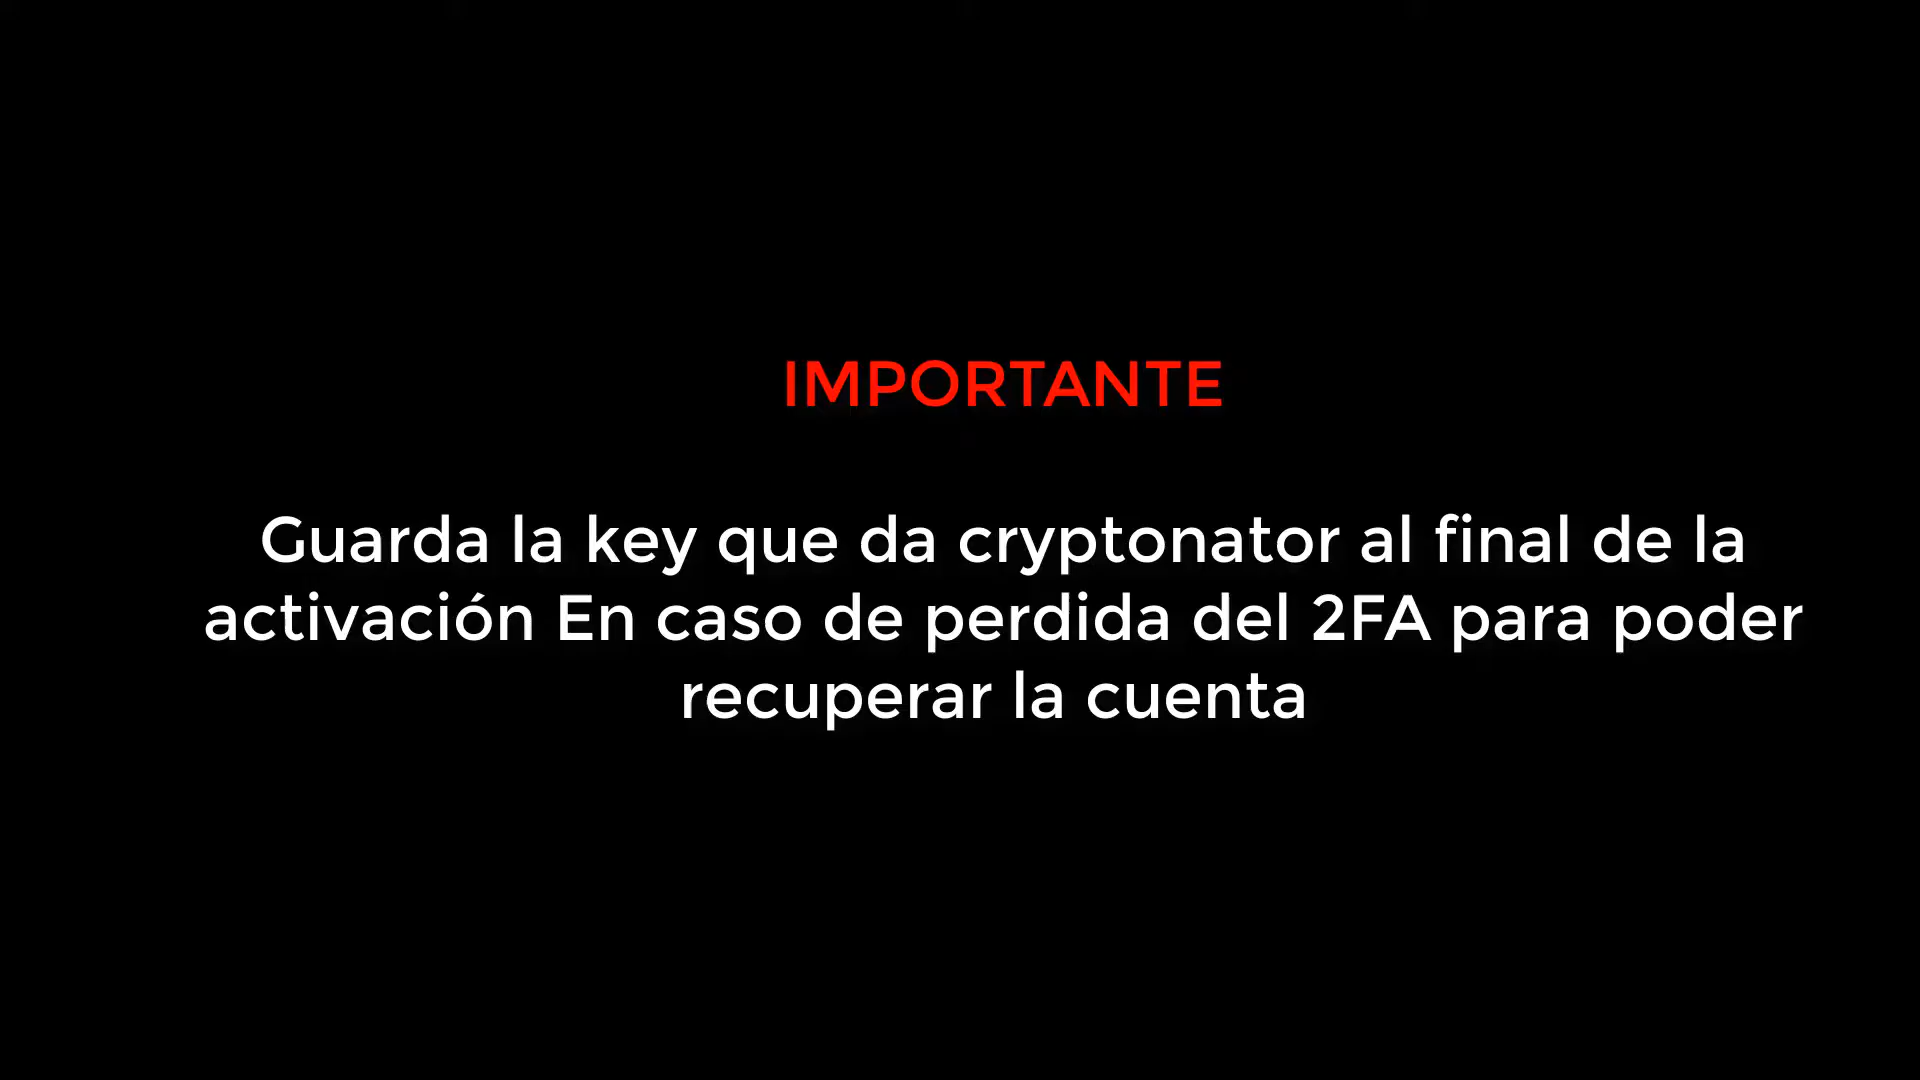 IMPORTANTE
Guarda la key que da cryptonator al final de la
activación En caso de perdida del 2FA para poder
recuperar la cuenta